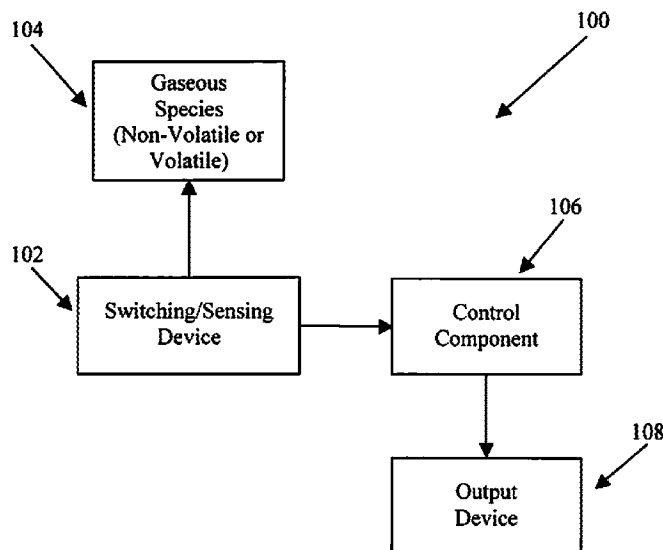 104
100
Gaseous
Species
(Non-Volatile or
Volatile)
106
102
Switching/Sensing
Device
Control
Component
108
Output
Device